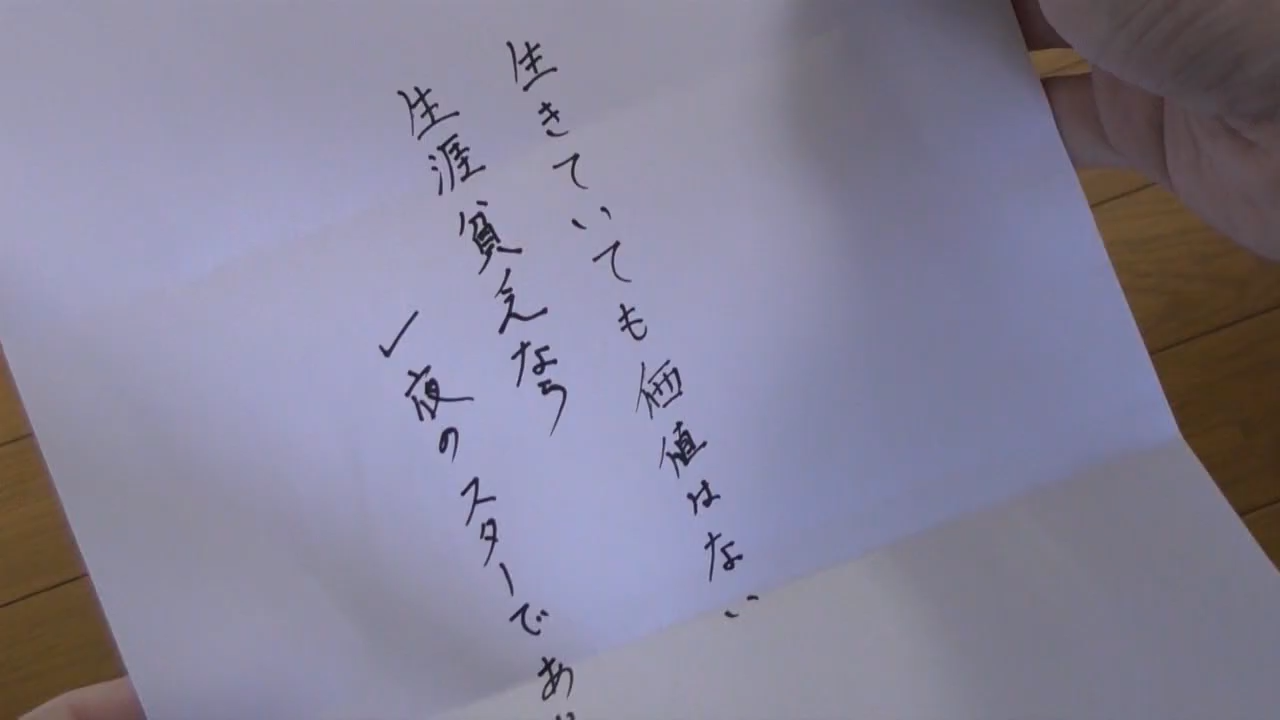 生きていても価値はない
生涯貧乏なら
✓夜のスターであ